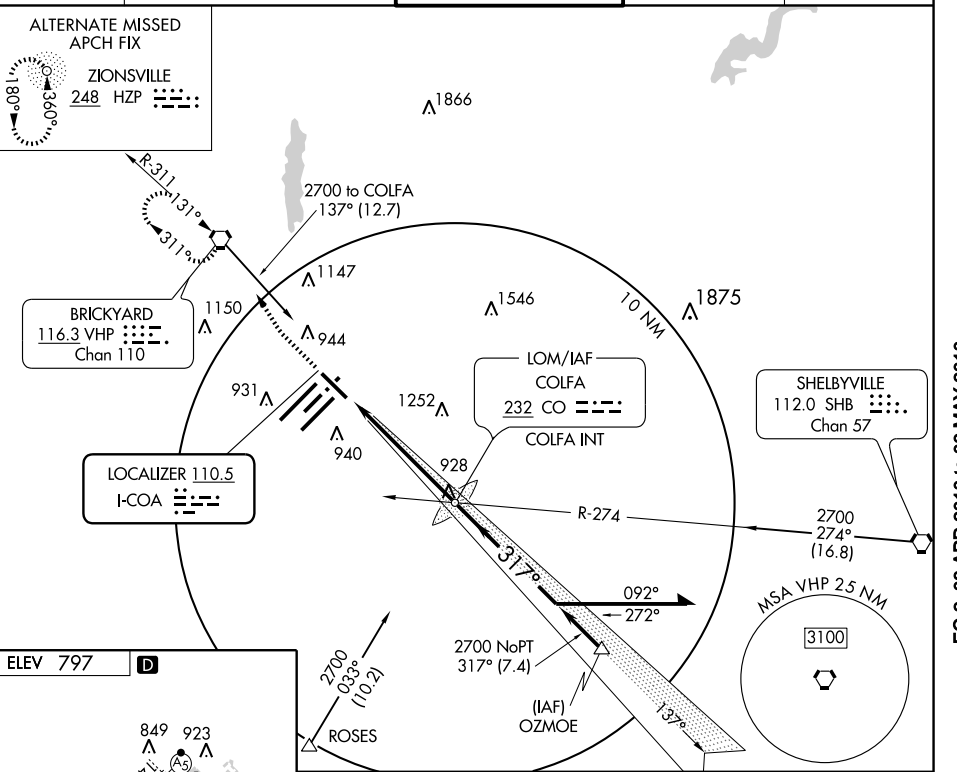 ALTERNATE MISSED
APCH FIX
ZIONSVILLE
248 HZP
180°
360°
1866
R-311
131°
311°
2700 to COLFA
137° (12.7)
1147
1150
1546
10 NM
1875
944
BRICKYARD
116.3 VHP
Chan 110
LOM/IAF
COLFA
232 CO
COLFA INT
SHELBYVILLE
112.0 SHB
Chan 57
931
1252
940
928
LOCALIZER 110.5
I-COA
R-274
2700
274°
(16.8)
317°
092°
272°
MSA VHP 25 NM
3100
2700 NoPT
317° (7.4)
(IAF)
OZMOE
137°
2700
033°
(10.2)
ROSES
ELEV 797
D
849
923
A5